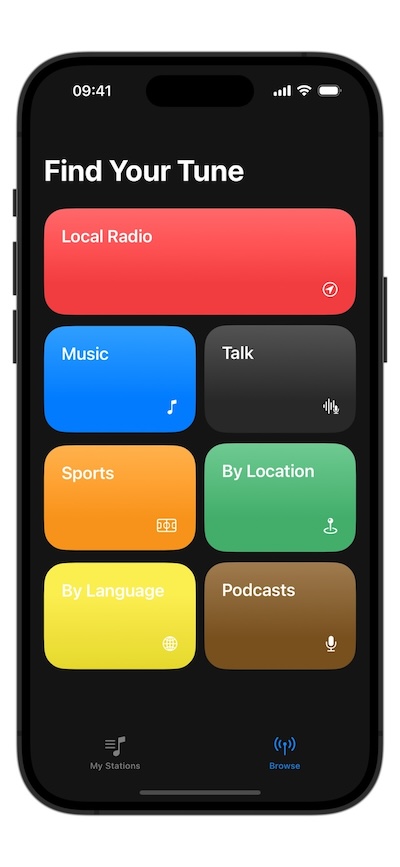 09:41
Find Your Tune
Local Radio
Music
Talk
Sports
By Location
By Language
Podcasts
My Stations
Browse